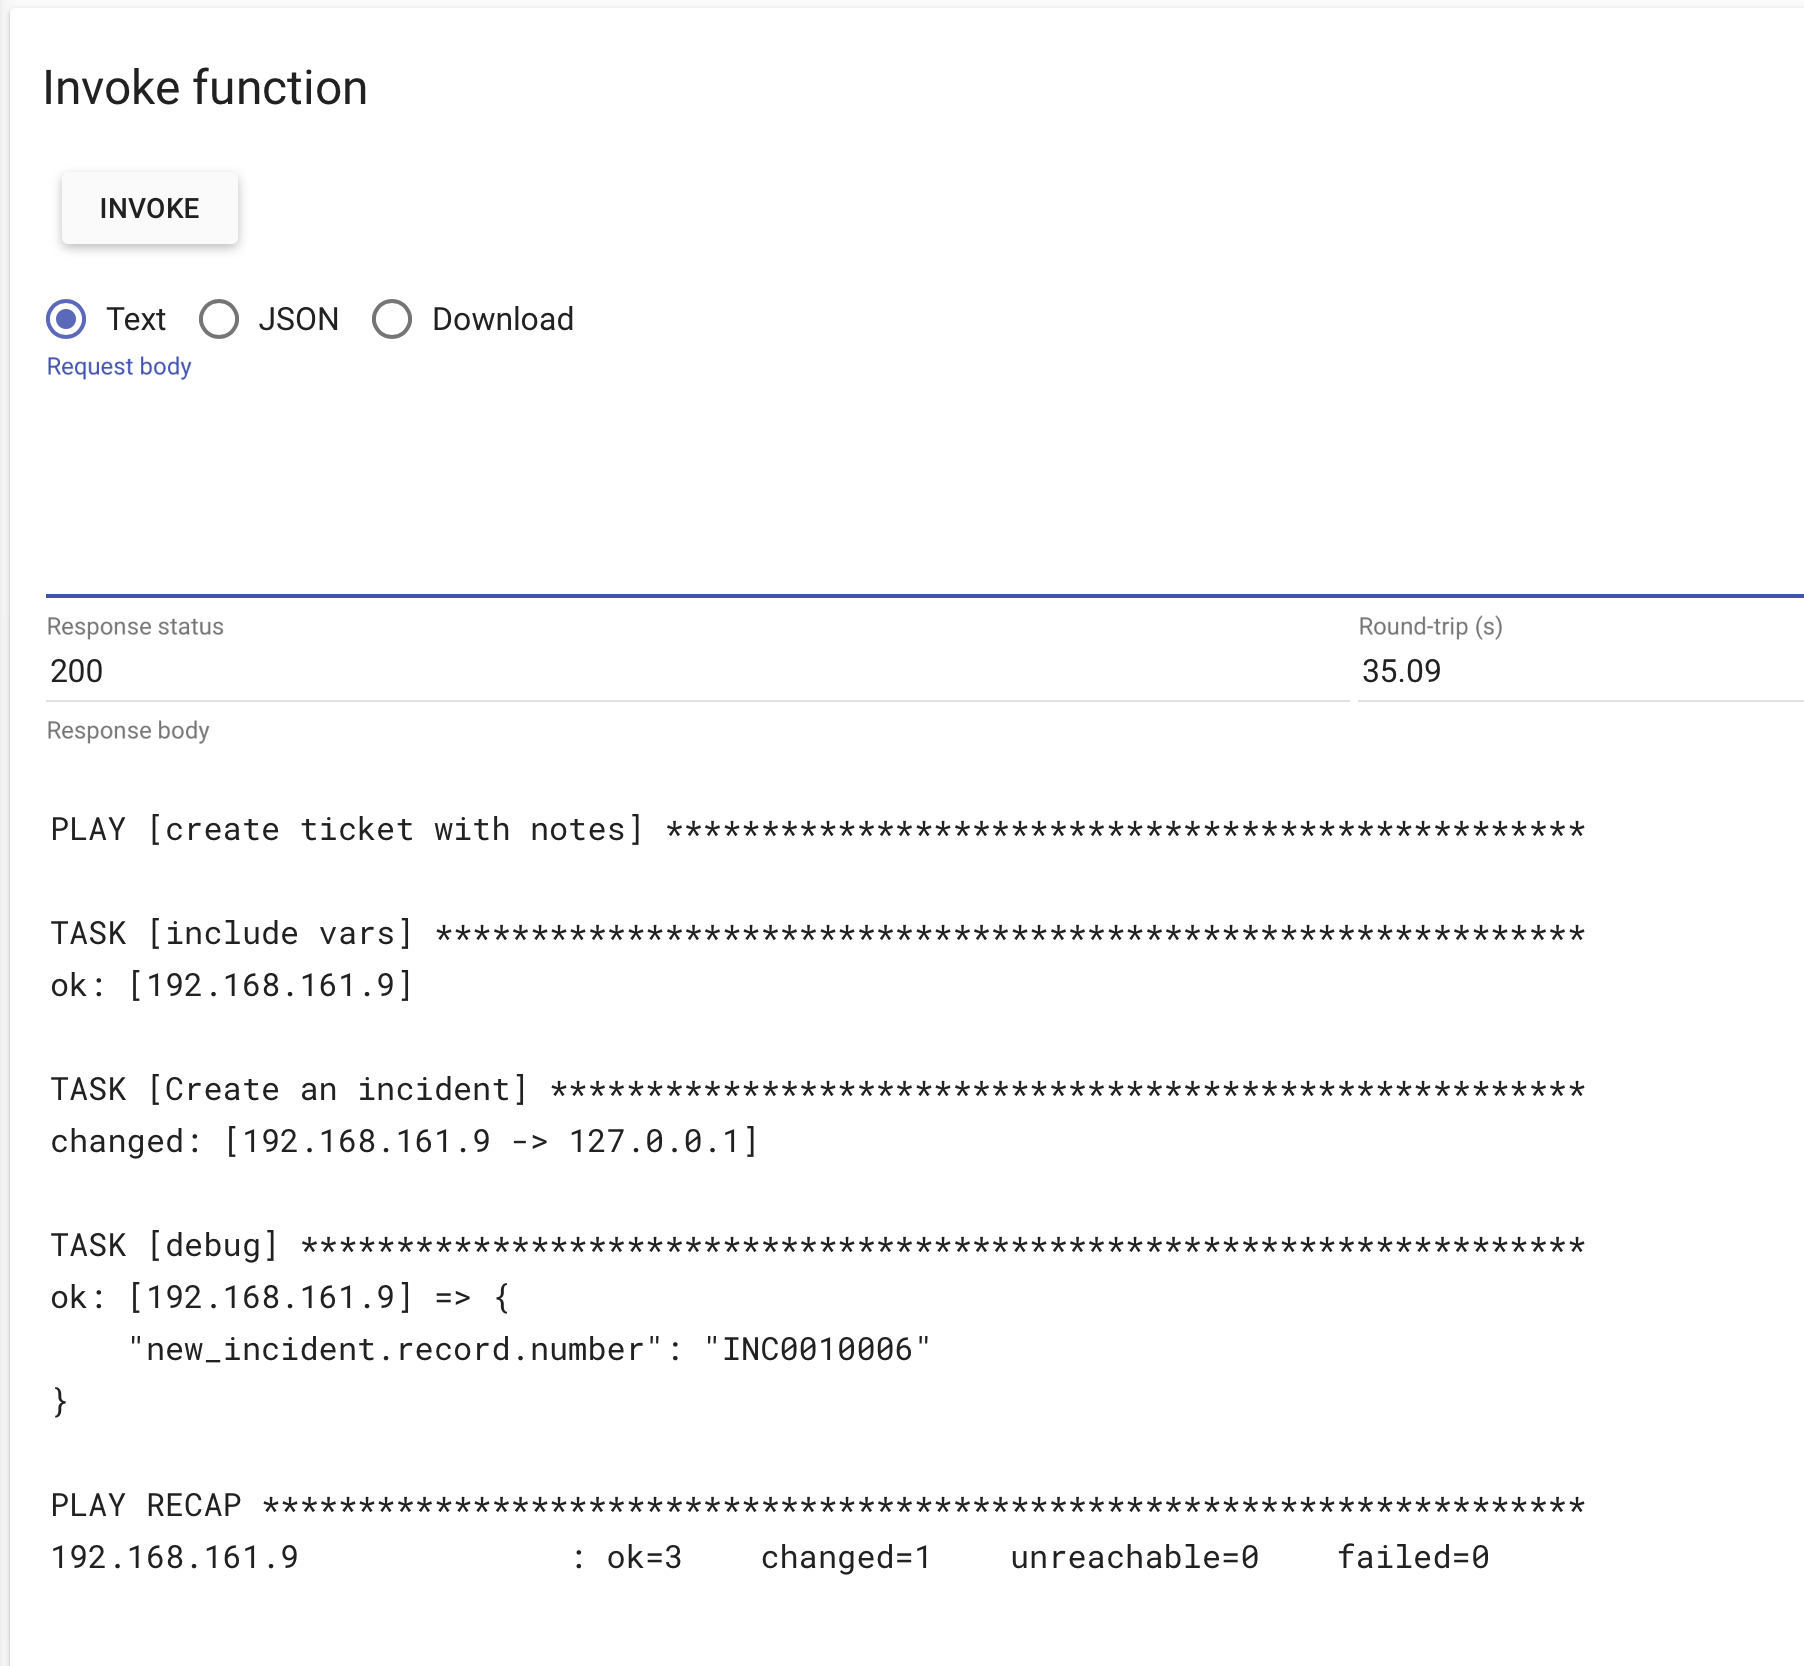 Invoke function
INVOKE
Text JSON Download
Request body
Response status Round-trip (s)
200 35.09
Response body
PLAY [create ticket with notes] ************************************************
TASK [include vars] ************************************************************
ok: [192.168.161.9]
TASK [Create an incident] ******************************************************
changed: [192.168.161.9 -> 127.0.0.1]
TASK [debug] *******************************************************************
ok: [192.168.161.9] => {
    "new_incident.record.number": "INC0010006"
}
PLAY RECAP *********************************************************************
192.168.161.9              : ok=3    changed=1    unreachable=0    failed=0